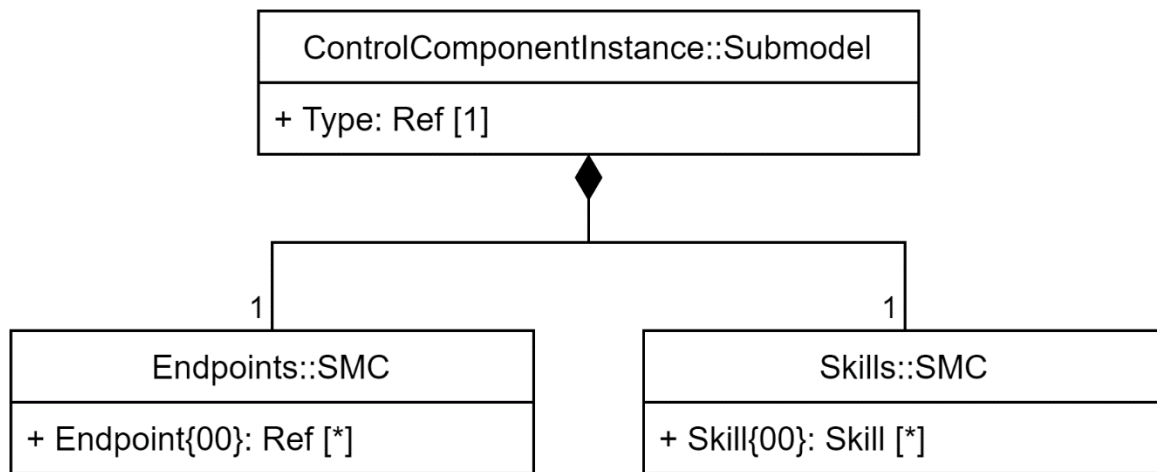 ControlComponentInstance::Submodel
+ Type: Ref [1]
1
1
Endpoints::SMC
+ Endpoint{00}: Ref [*]
Skills::SMC
+ Skill{00}: Skill [*]